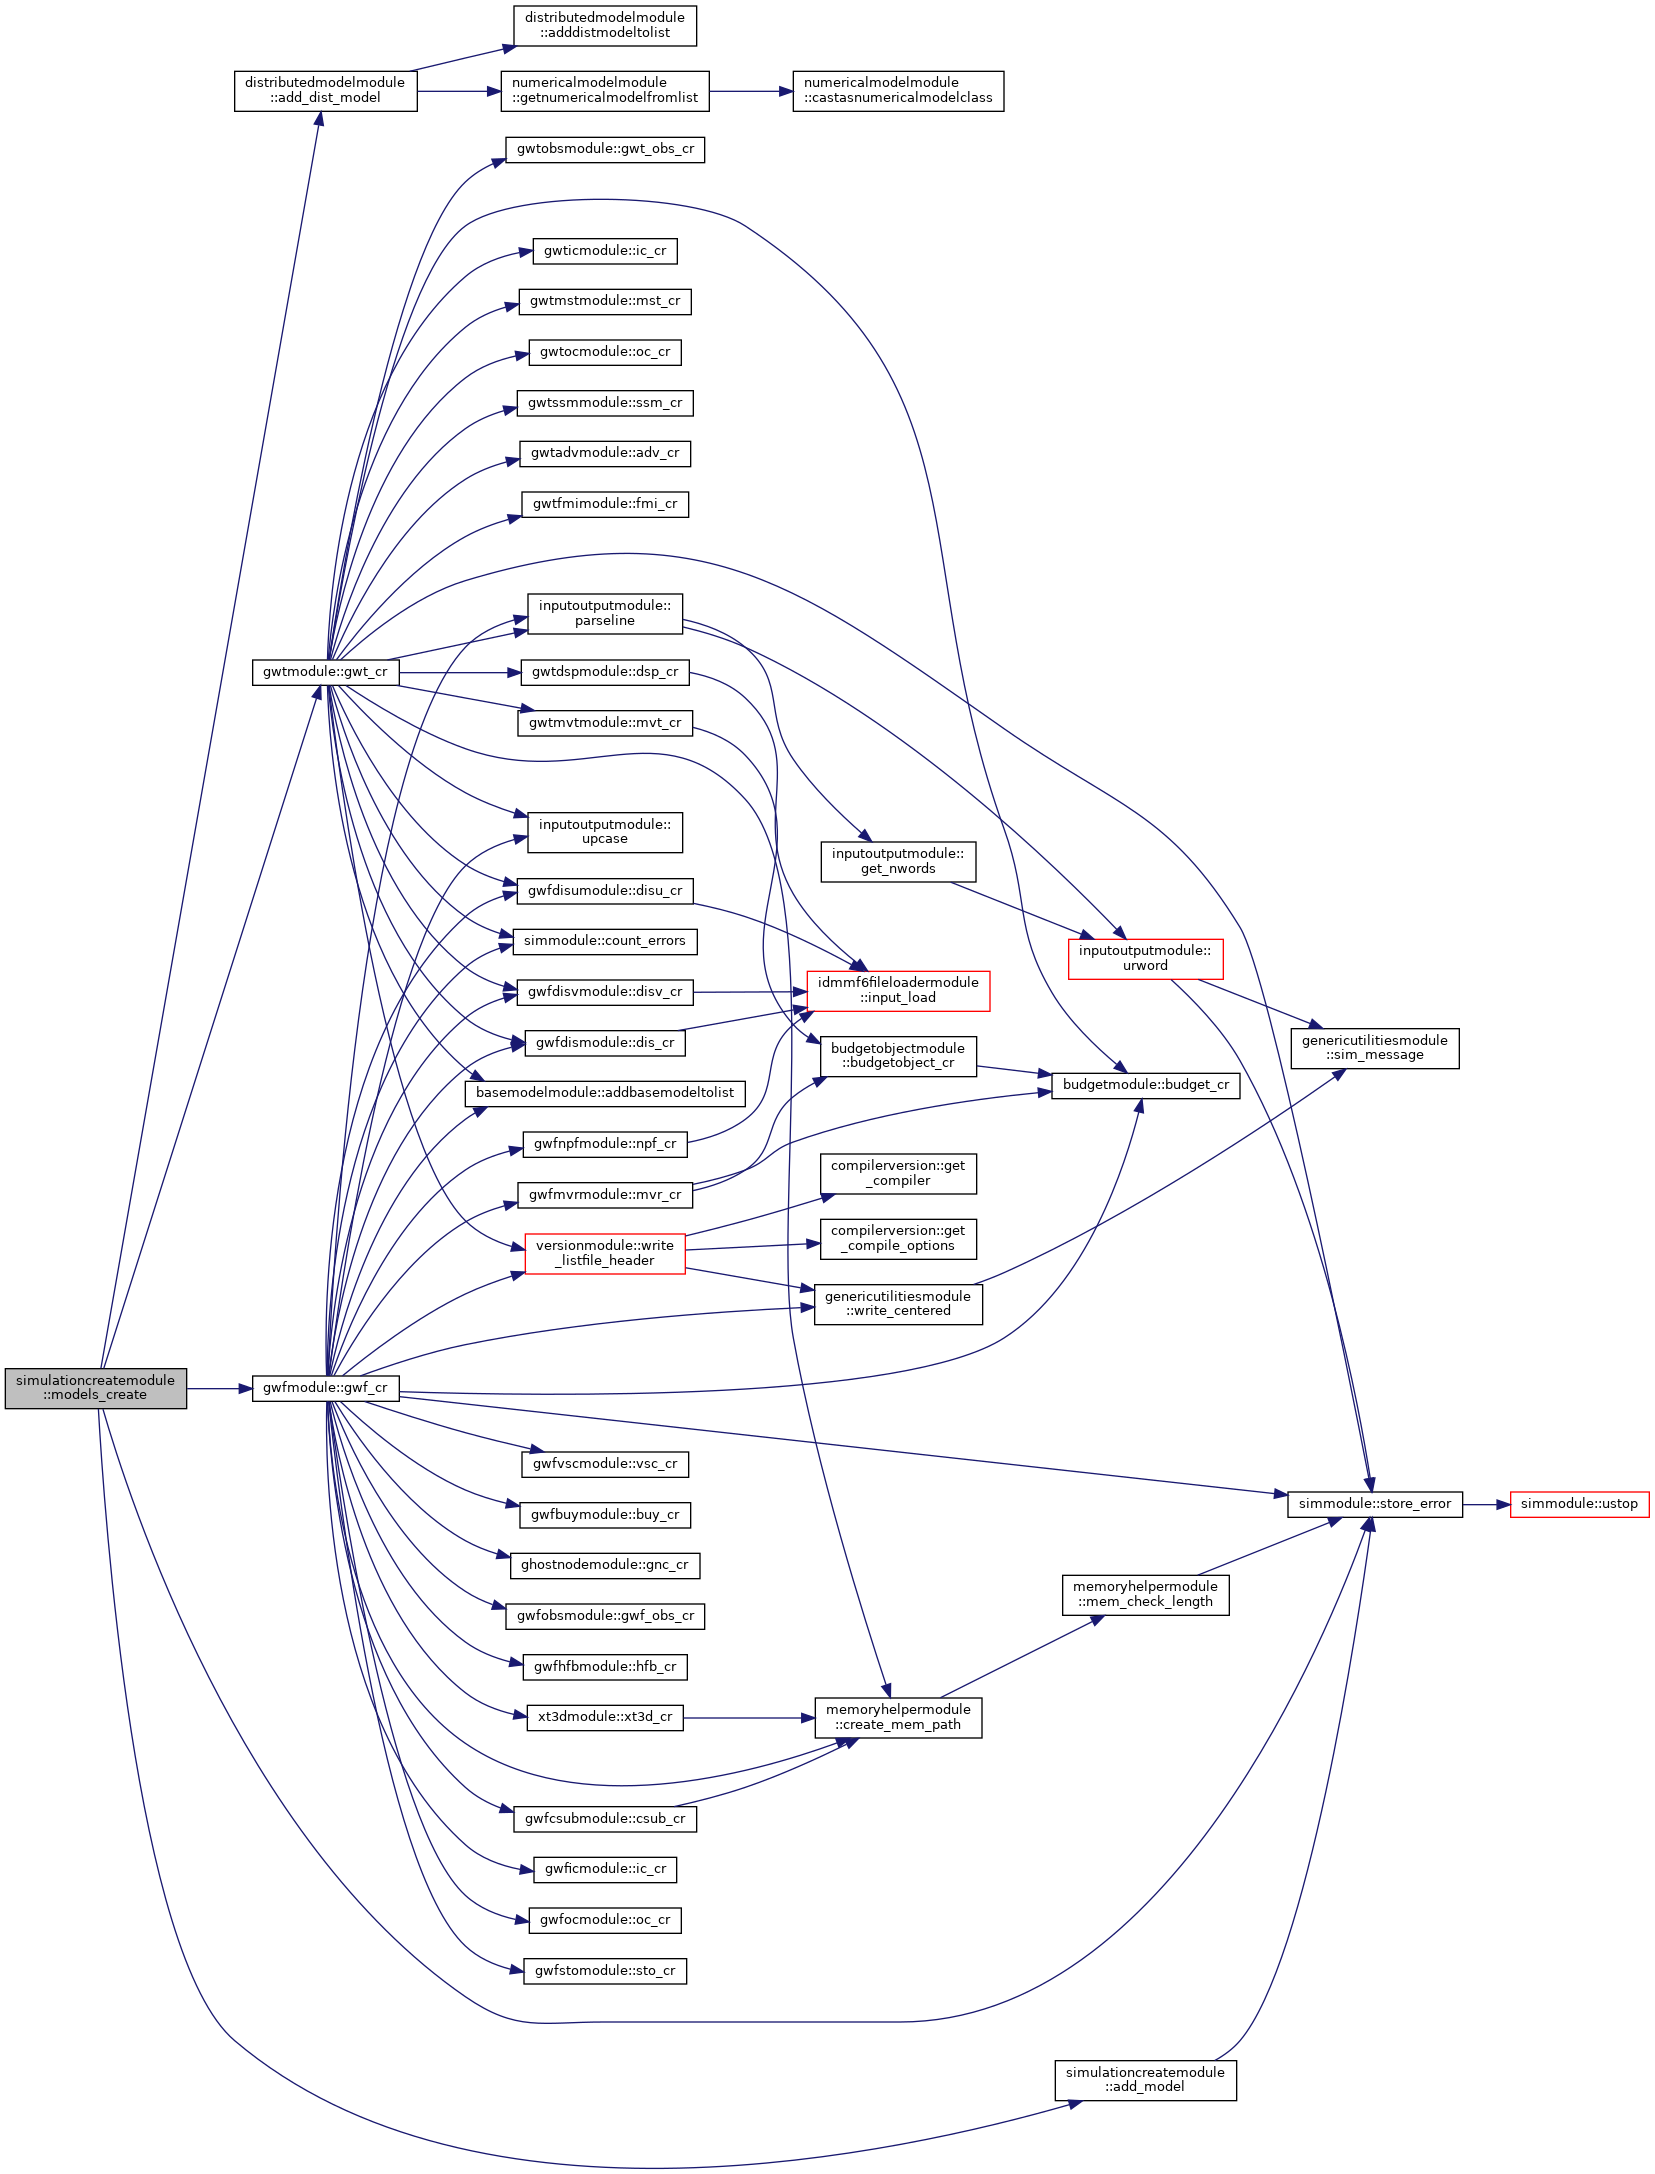 distributedmodelmodule
::adddistmodeltolist
distributedmodelmodule
::add_dist_model
numericalmodelmodule
::getnumericalmodelfromlist
numericalmodelmodule
::castasnumericalmodelclass
gwtobsmodule::gwt_obs_cr
gwticmodule::ic_cr
gwtmstmodule::mst_cr
gwtocmodule::oc_cr
gwtssmmodule::ssm_cr
gwtadvmodule::adv_cr
gwtfmimodule::fmi_cr
inputoutputmodule::
parseline
gwtmodule::gwt_cr
gwtdspmodule::dsp_cr
gwtmvtmodule::mvt_cr
inputoutputmodule::
upcase
inputoutputmodule::
get_nwords
gwfdisumodule::disu_cr
simmodule::count_errors
inputoutputmodule::
urword
gwfdisvmodule::disv_cr
idmmf6fileloadermodule
::input_load
gwfdismodule::dis_cr
budgetobjectmodule
::budgetobject_cr
genericutilitiesmodule
::sim_message
basemodelmodule::addbasemodeltolist
budgetmodule::budget_cr
gwfnpfmodule::npf_cr
gwfmvrmodule::mvr_cr
compilerversion::get
_compiler
versionmodule::write
_listfile_header
compilerversion::get
_compile_options
genericutilitiesmodule
::write_centered
simulationcreatemodule
::models_create
gwfmodule::gwf_cr
gwfvscmodule::vsc_cr
gwfbuymodule::buy_cr
simmodule::store_error
simmodule::ustop
ghostnodemodule::gnc_cr
gwfobsmodule::gwf_obs_cr
memoryhelpermodule
::mem_check_length
gwfhfbmodule::hfb_cr
xt3dmodule::xt3d_cr
memoryhelpermodule
::create_mem_path
gwfcsubmodule::csub_cr
gwficmodule::ic_cr
gwfocmodule::oc_cr
gwfstomodule::sto_cr
simulationcreatemodule
::add_model